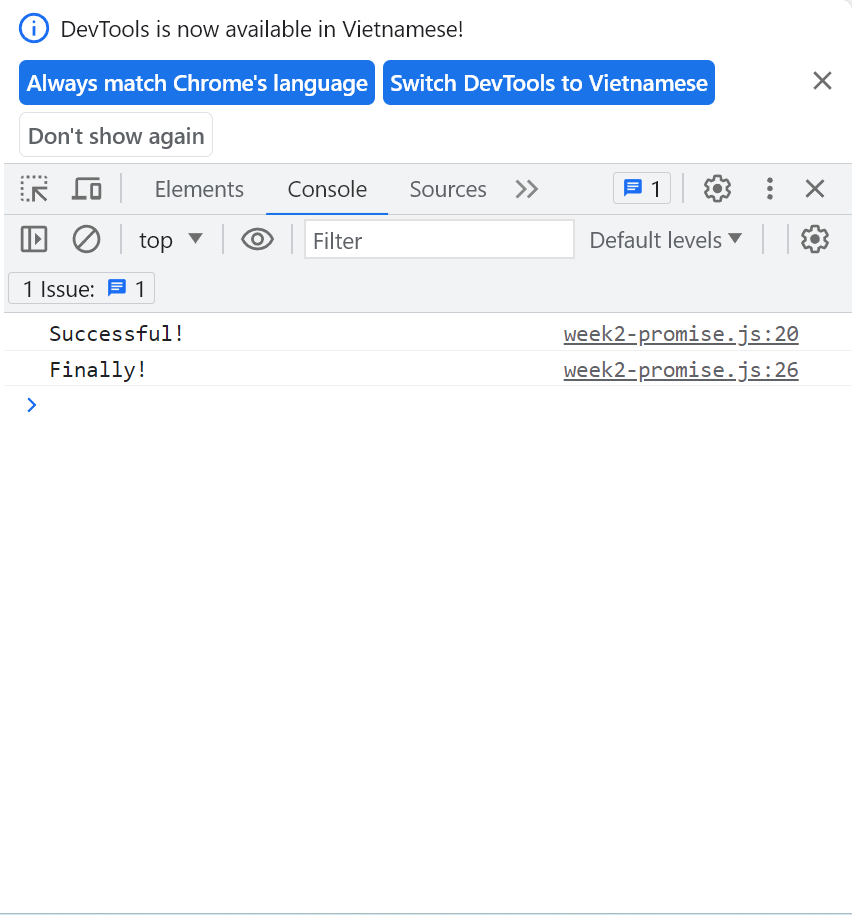 DevTools is now available in Vietnamese!
Always match Chrome's language Switch DevTools to Vietnamese
Don't show again
Elements Console Sources 1
top Filter Default levels
1 Issue: 1
Successful! week2-promise.js:20
Finally! week2-promise.js:26